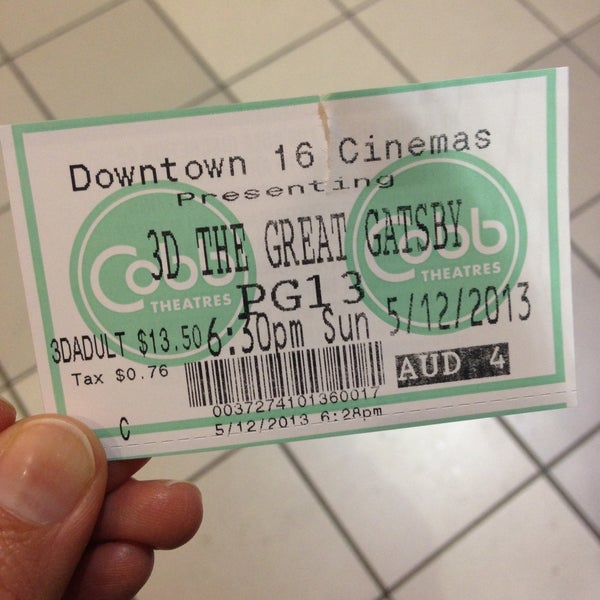 Downtown 16 Cinemas
Presenting
3D THE GREAT GATSBY
Cobb THEATRES
Cobb THEATRES
PG13
3DADULT $13.50 6:30pm Sun 5/12/2013
Tax $0.76
AUD 4
0037274101360017
C
5/12/2013 6:28pm